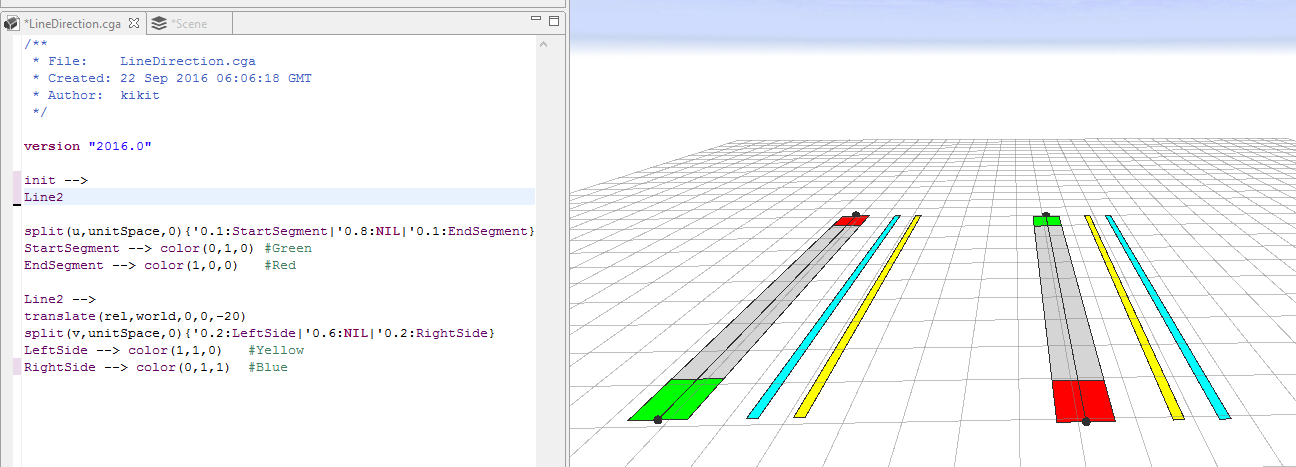 *LineDirection.cga
*Scene
/**
* File: LineDirection.cga
* Created: 22 Sep 2016 06:06:18 GMT
* Author: kikit
*/
version "2016.0"
init -->
Line2
split(u,unitSpace,0){'0.1:StartSegment|'0.8:NIL|'0.1:EndSegment}
StartSegment --> color(0,1,0) #Green
EndSegment --> color(1,0,0) #Red
Line2 -->
translate(rel,world,0,0,-20)
split(v,unitSpace,0){'0.2:LeftSide|'0.6:NIL|'0.2:RightSide}
LeftSide --> color(1,1,0) #Yellow
RightSide --> color(0,1,1) #Blue